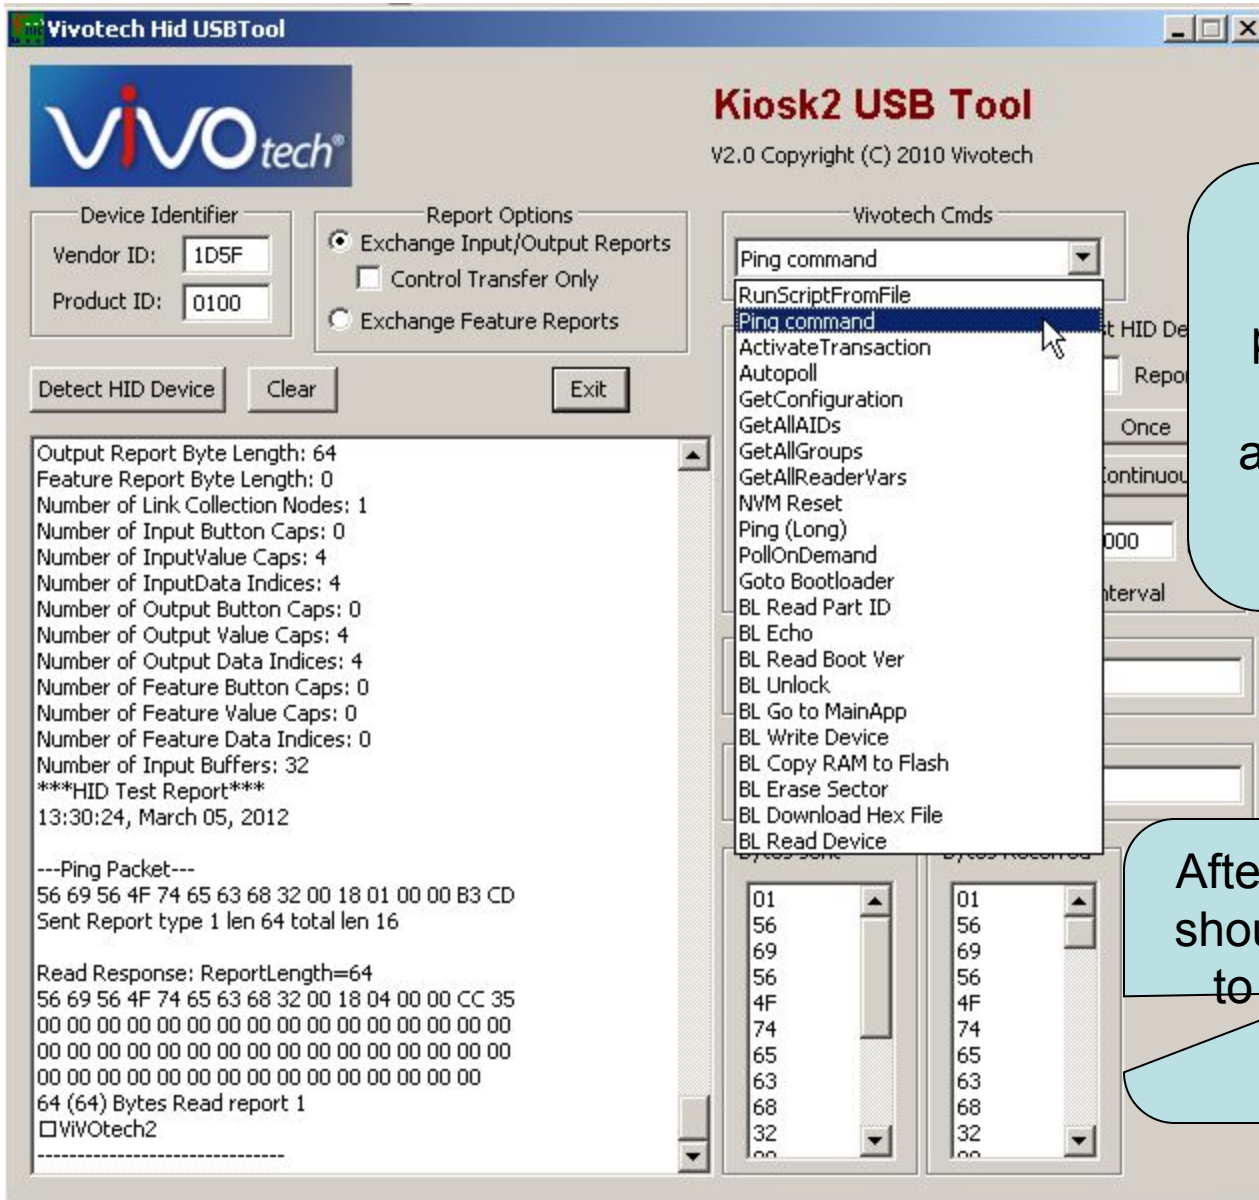 Vivotech Hid USBTool
ViVOtech®
Kiosk2 USB Tool
V2.0 Copyright (C) 2010 Vivotech
Device Identifier
Vendor ID: 1D5F
Product ID: 0100
Report Options
Exchange Input/Output Reports
Control Transfer Only
Exchange Feature Reports
Detect HID Device
Clear
Exit
Output Report Byte Length: 64
Feature Report Byte Length: 0
Number of Link Collection Nodes: 1
Number of Input Button Caps: 0
Number of InputValue Caps: 4
Number of InputData Indices: 4
Number of Output Button Caps: 0
Number of Output Value Caps: 4
Number of Output Data Indices: 4
Number of Feature Button Caps: 0
Number of Feature Value Caps: 0
Number of Feature Data Indices: 0
Number of Input Buffers: 32
***HID Test Report***
13:30:24, March 05, 2012
---Ping Packet---
56 69 56 4F 74 65 63 68 32 00 18 01 00 00 B3 CD
Sent Report type 1 len 64 total len 16
Read Response: ReportLength=64
56 69 56 4F 74 65 63 68 32 00 18 04 00 00 CC 35
00 00 00 00 00 00 00 00 00 00 00 00 00 00 00 00
00 00 00 00 00 00 00 00 00 00 00 00 00 00 00 00
00 00 00 00 00 00 00 00 00 00 00 00 00 00 00
64 (64) Bytes Read report 1
□ViVOtech2
-------------------------------
Vivotech Cmds
Ping command
RunScriptFromFile
Ping command
ActivateTransaction
Autopoll
GetConfiguration
GetAllAIDs
GetAllGroups
GetAllReaderVars
NVM Reset
Ping (Long)
PollOnDemand
Goto Bootloader
BL Read Part ID
BL Echo
BL Read Boot Ver
BL Unlock
BL Go to MainApp
BL Write Device
BL Copy RAM to Flash
BL Erase Sector
BL Download Hex File
BL Read Device
t HID De
Repo
Once
ontinuou
000
nterval
p
a
Bytes Sent
01
56
69
56
4F
74
65
63
68
32
Bytes Received
01
56
69
56
4F
74
65
63
68
32
Afte
shou
to